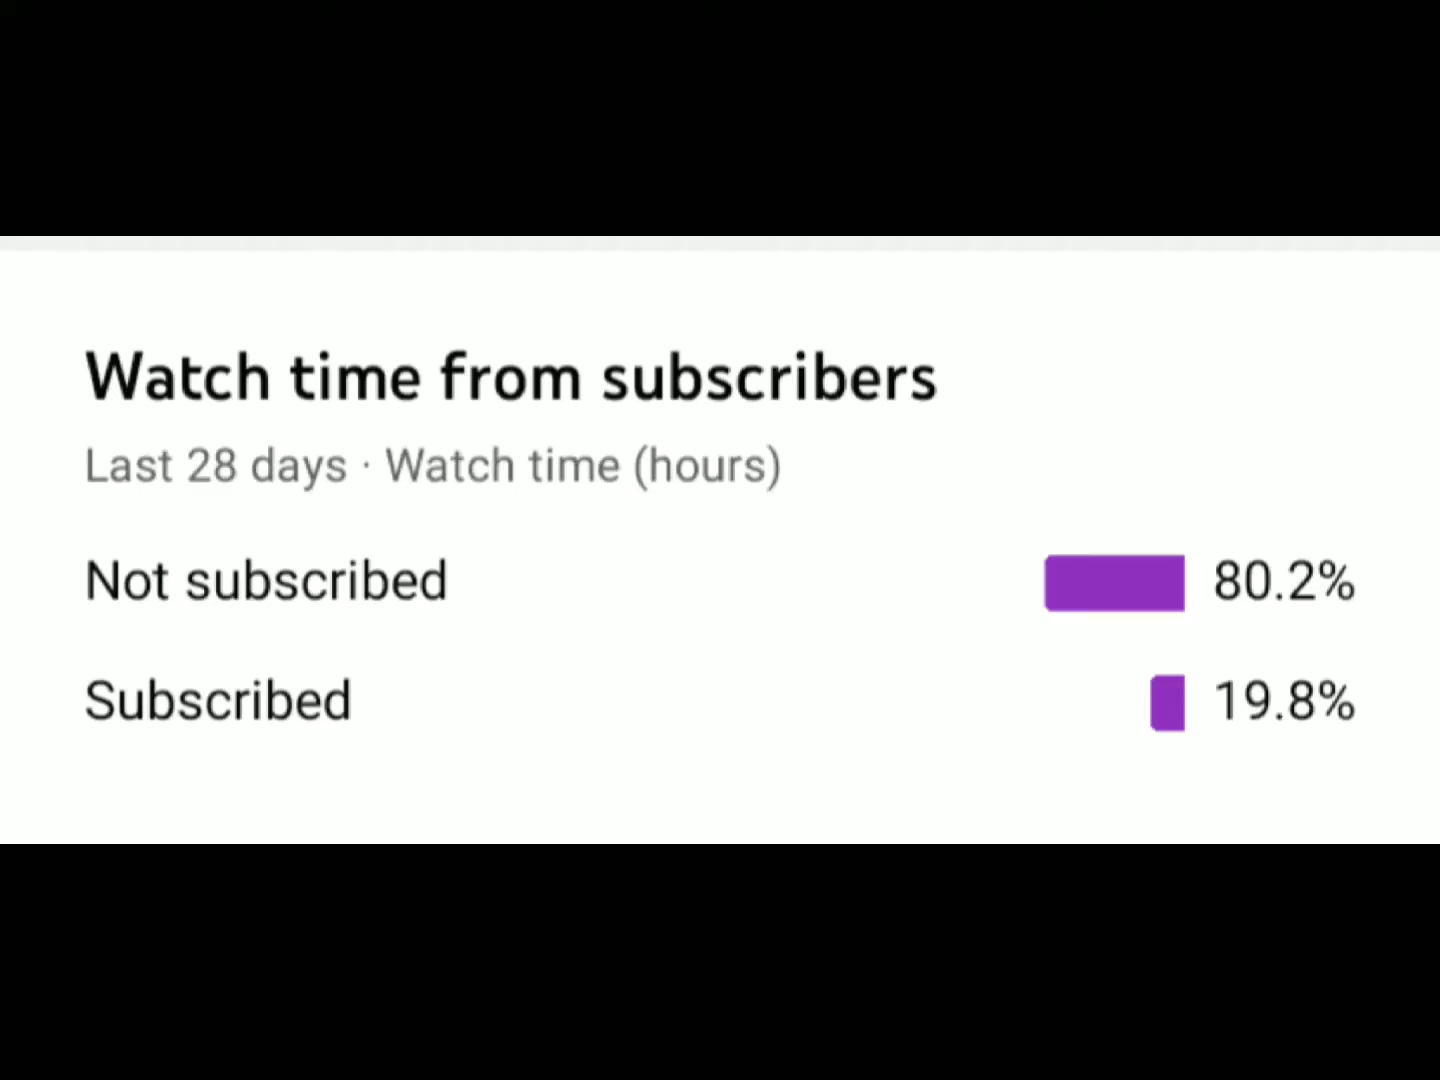 Watch time from subscribers
Last 28 days · Watch time (hours)
Not subscribed 80.2%
Subscribed 19.8%